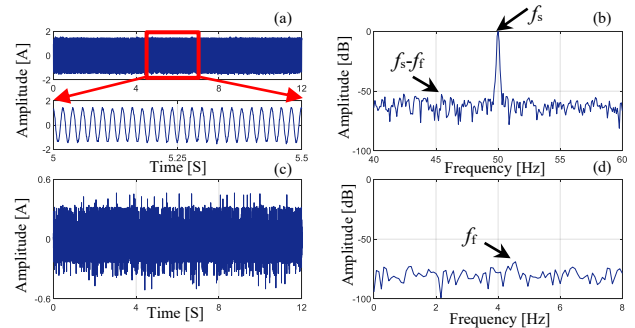 (a)
Amplitude [A]
2
0
-2
0
4
8
12
2
0
-2
5
5.25
5.5
Time [S]
(b)
fs
fs-ff
Amplitude [dB]
0
-50
-100
40
45
50
55
60
Frequency [Hz]
(c)
Amplitude [A]
0.6
0
-0.6
0
4
8
12
Time [S]
(d)
ff
Amplitude [dB]
0
-50
-100
0
2
4
6
8
Frequency [Hz]